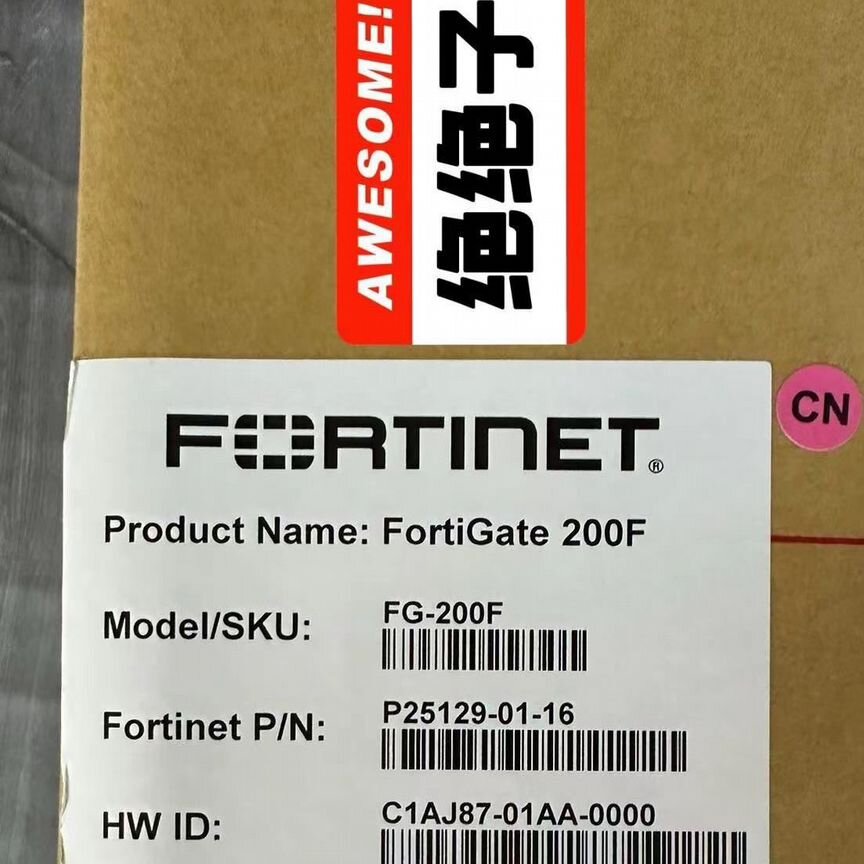 AWESOME!
绝绝子
FORTINET®
CN
Product Name: FortiGate 200F
Model/SKU: FG-200F
Fortinet P/N: P25129-01-16
HW ID: C1AJ87-01AA-0000